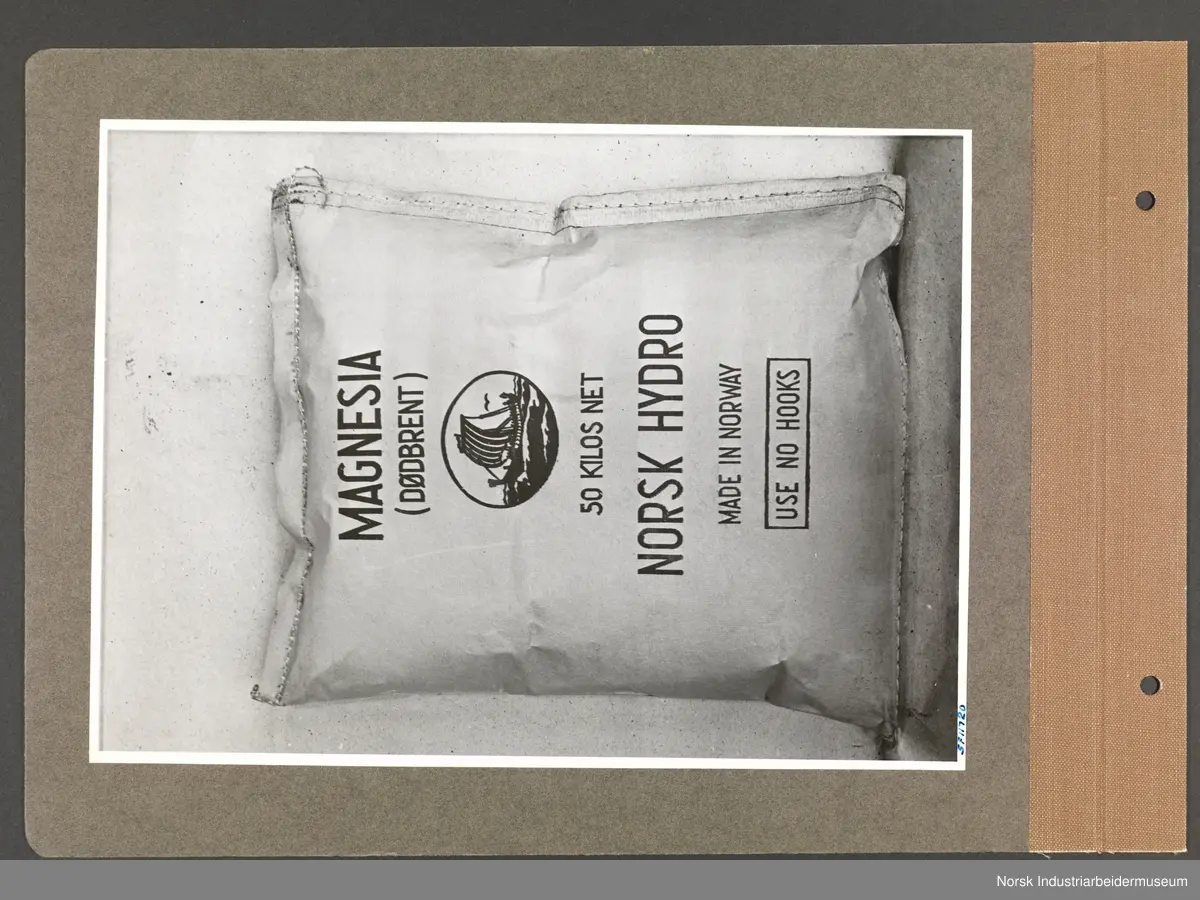 MAGNESIA
(DØDBRENT)
50 KILOS NET
NORSK HYDRO
MADE IN NORWAY
USE NO HOOKS
Norsk Industriarbeidermuseum